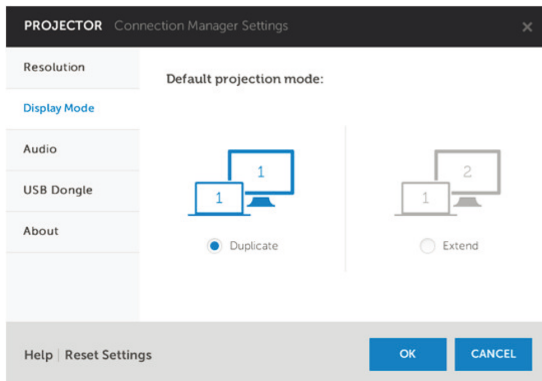 PROJECTOR Connection Manager Settings
Resolution
Display Mode
Audio
USB Dongle
About
Default projection mode:
1
1
Duplicate
2
1
Extend
Help | Reset Settings
OK
CANCEL